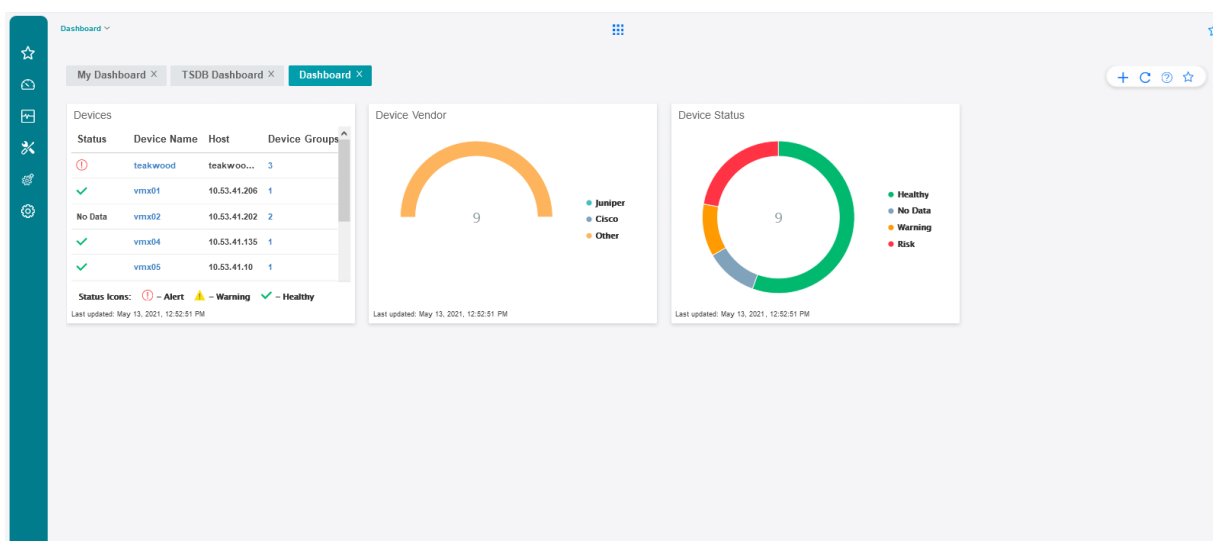 Dashboard
My Dashboard X TSDB Dashboard X Dashboard X
Devices
Status Device Name Host Device Groups
teakwood teakwoo... 3
vmx01 10.53.41.206 1
No Data vmx02 10.53.41.202 2
vmx04 10.53.41.135 1
vmx05 10.53.41.10 1
Status Icons: – Alert – Warning – Healthy
Last updated: May 13, 2021, 12:52:51 PM
Device Vendor
9
Juniper
Cisco
Other
Last updated: May 13, 2021, 12:52:51 PM
Device Status
9
Healthy
No Data
Warning
Risk
Last updated: May 13, 2021, 12:52:51 PM